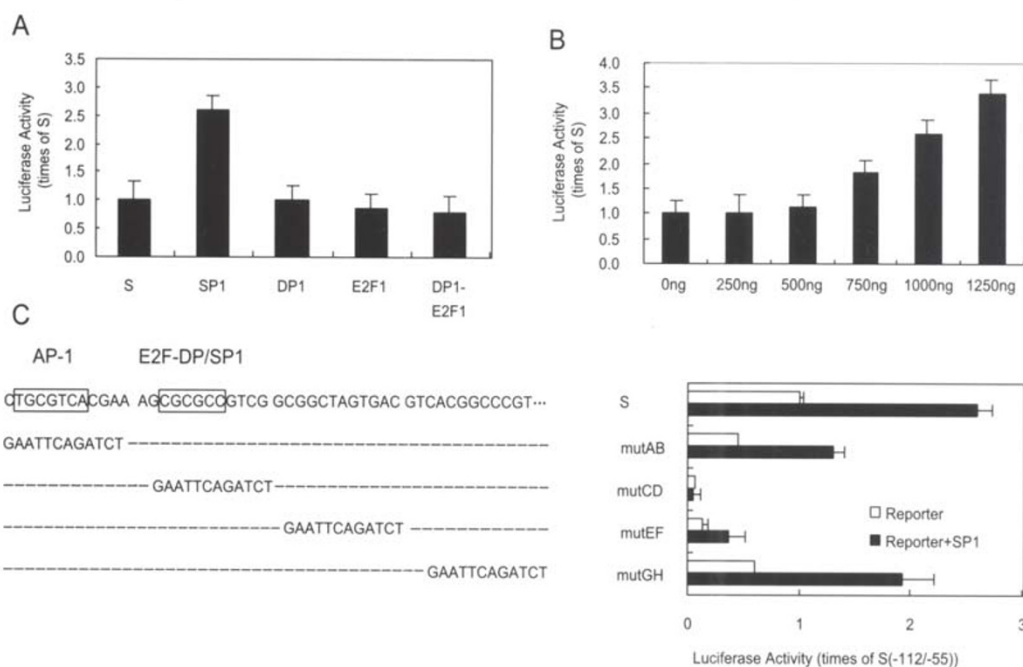 A
Luciferase Activity
(times of S)
3.5
3.0
2.5
2.0
1.5
1.0
0.5
0.0
S
SP1
DP1
E2F1
DP1-
E2F1
B
Luciferase Activity
(times of S)
4.0
3.5
3.0
2.5
2.0
1.5
1.0
0.5
0.0
0ng
250ng
500ng
750ng
1000ng
1250ng
C
AP-1
E2F-DP/SP1
CTGCGTCACGAA AGCGCGCCGTCG GCGGCTAGTGAC GTCACGGCCCGT...
GAATTCAGATCT
GAATTCAGATCT
GAATTCAGATCT
GAATTCAGATCT
S
mutAB
mutCD
mutEF
mutGH
Reporter
Reporter+SP1
0
1
2
3
Luciferase Activity (times of S(-112/-55))